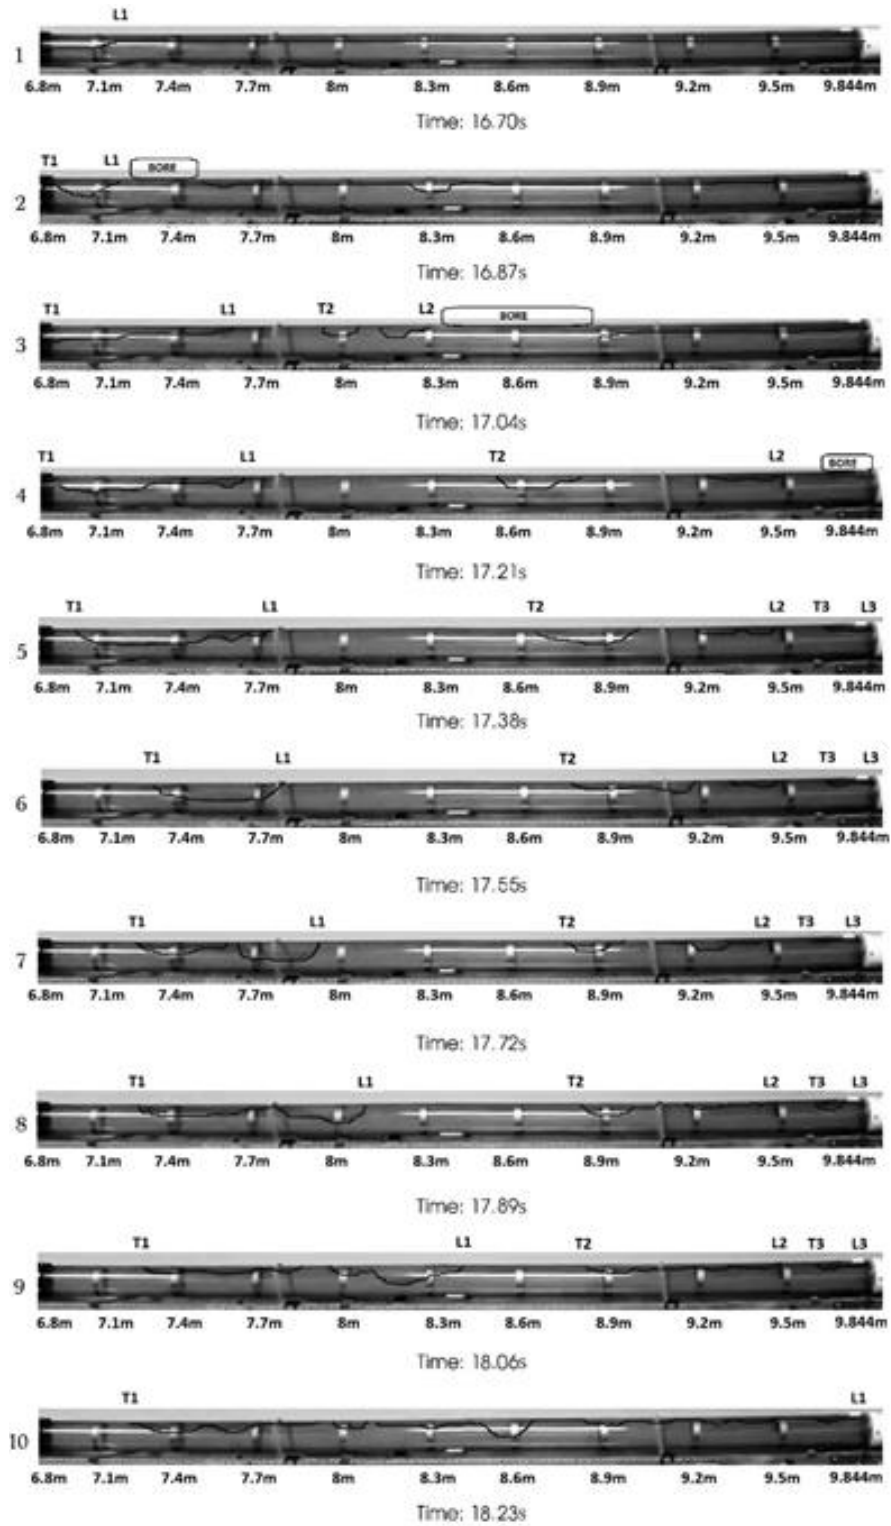 L1
1
6.8m 7.1m 7.4m 7.7m 8m 8.3m 8.6m 8.9m 9.2m 9.5m 9.844m
Time: 16.70s
T1 L1 BORE
2
6.8m 7.1m 7.4m 7.7m 8m 8.3m 8.6m 8.9m 9.2m 9.5m 9.844m
Time: 16.87s
T1 L1 T2 L2 BORE
3
6.8m 7.1m 7.4m 7.7m 8m 8.3m 8.6m 8.9m 9.2m 9.5m 9.844m
Time: 17.04s
T1 L1 T2 L2 BORE
4
6.8m 7.1m 7.4m 7.7m 8m 8.3m 8.6m 8.9m 9.2m 9.5m 9.844m
Time: 17.21s
T1 L1 T2 L2 T3 L3
5
6.8m 7.1m 7.4m 7.7m 8m 8.3m 8.6m 8.9m 9.2m 9.5m 9.844m
Time: 17.38s
T1 L1 T2 L2 T3 L3
6
6.8m 7.1m 7.4m 7.7m 8m 8.3m 8.6m 8.9m 9.2m 9.5m 9.844m
Time: 17.55s
T1 L1 T2 L2 T3 L3
7
6.8m 7.1m 7.4m 7.7m 8m 8.3m 8.6m 8.9m 9.2m 9.5m 9.844m
Time: 17.72s
T1 L1 T2 L2 T3 L3
8
6.8m 7.1m 7.4m 7.7m 8m 8.3m 8.6m 8.9m 9.2m 9.5m 9.844m
Time: 17.89s
T1 L1 T2 L2 T3 L3
9
6.8m 7.1m 7.4m 7.7m 8m 8.3m 8.6m 8.9m 9.2m 9.5m 9.844m
Time: 18.06s
T1 L1
10
6.8m 7.1m 7.4m 7.7m 8m 8.3m 8.6m 8.9m 9.2m 9.5m 9.844m
Time: 18.23s